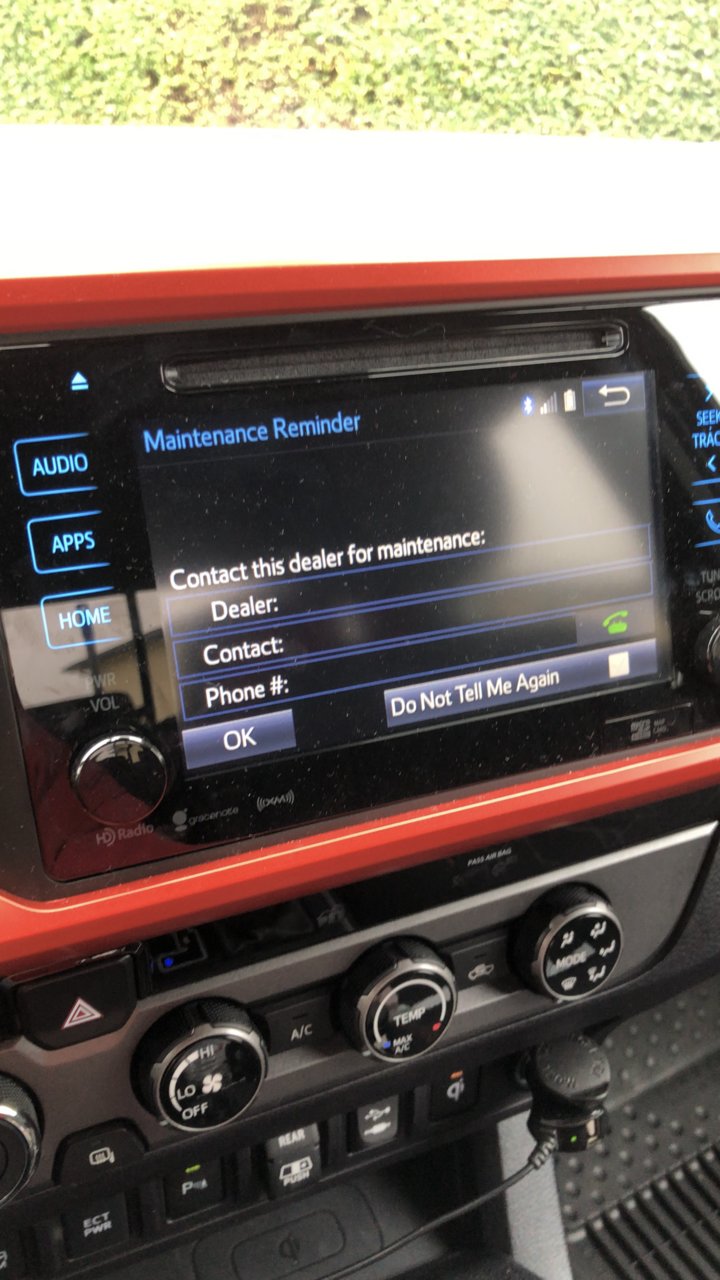 Maintenance Reminder
SEEK
TRACK
AUDIO
APPS
HOME
Contact this dealer for maintenance:
Dealer:
Contact:
Phone #:
Do Not Tell Me Again
OK
PWR
VOL
TUNE
SCROLL
HD Radio
gracenote
((XM))
PASS AIR BAG
MODE
TEMP
MAX
A/C
A/C
HI
LO
OFF
REAR
PUSH
ECT
PWR